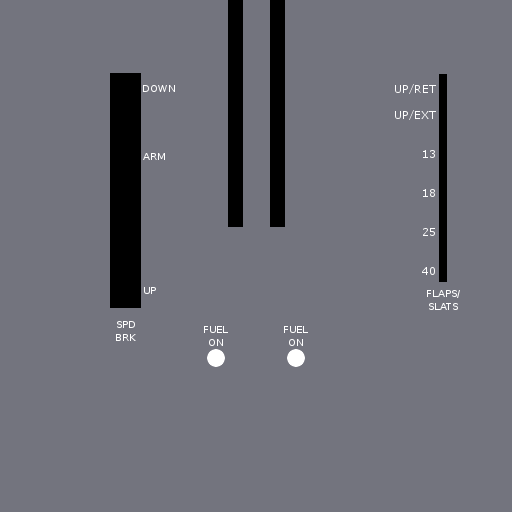 DOWN
ARM
UP
SPD
BRK
FUEL
ON
FUEL
ON
UP/RET
UP/EXT
13
18
25
40
FLAPS/
SLATS